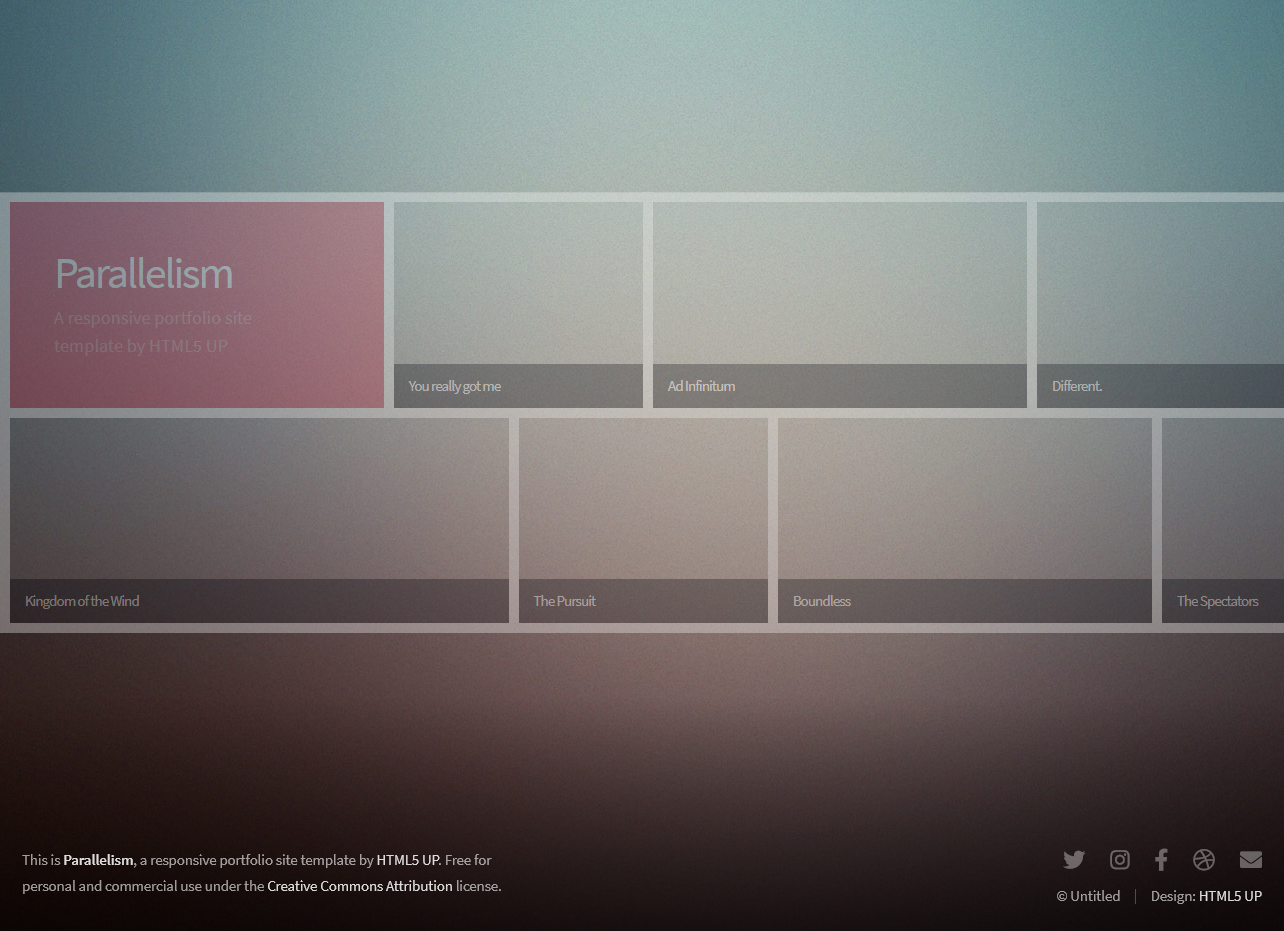 Parallelism
A responsive portfolio site
template by HTML5 UP
You really got me
Ad Infinitum
Different.
Kingdom of the Wind
The Pursuit
Boundless
The Spectators
This is Parallelism, a responsive portfolio site template by HTML5 UP. Free for
personal and commercial use under the Creative Commons Attribution license.
© Untitled | Design: HTML5 UP